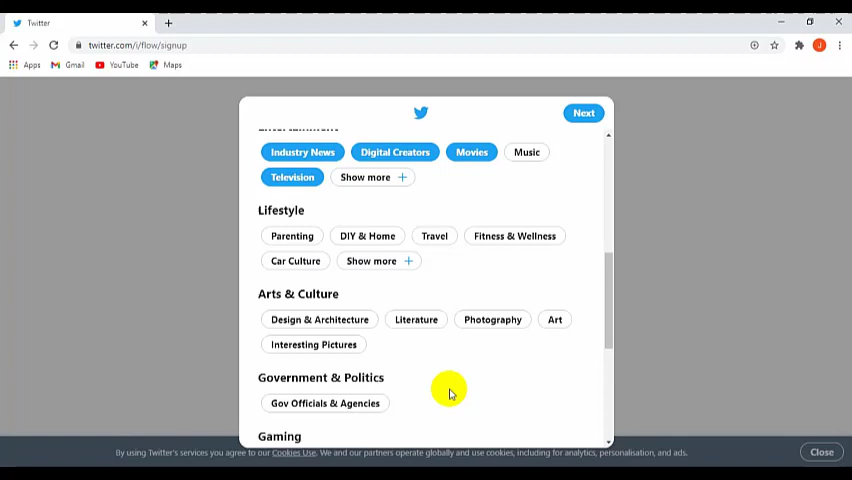 Twitter
twitter.com/i/flow/signup
J
Apps Gmail YouTube Maps
Next
Entertainment
Industry News Digital Creators Movies Music
Television Show more +
Lifestyle
Parenting DIY & Home Travel Fitness & Wellness
Car Culture Show more +
Arts & Culture
Design & Architecture Literature Photography Art
Interesting Pictures
Government & Politics
Gov Officials & Agencies
Gaming
By using Twitter's services you agree to our Cookies Use. We and our partners operate globally and use cookies, including for analytics, personalisation, and ads.
Close